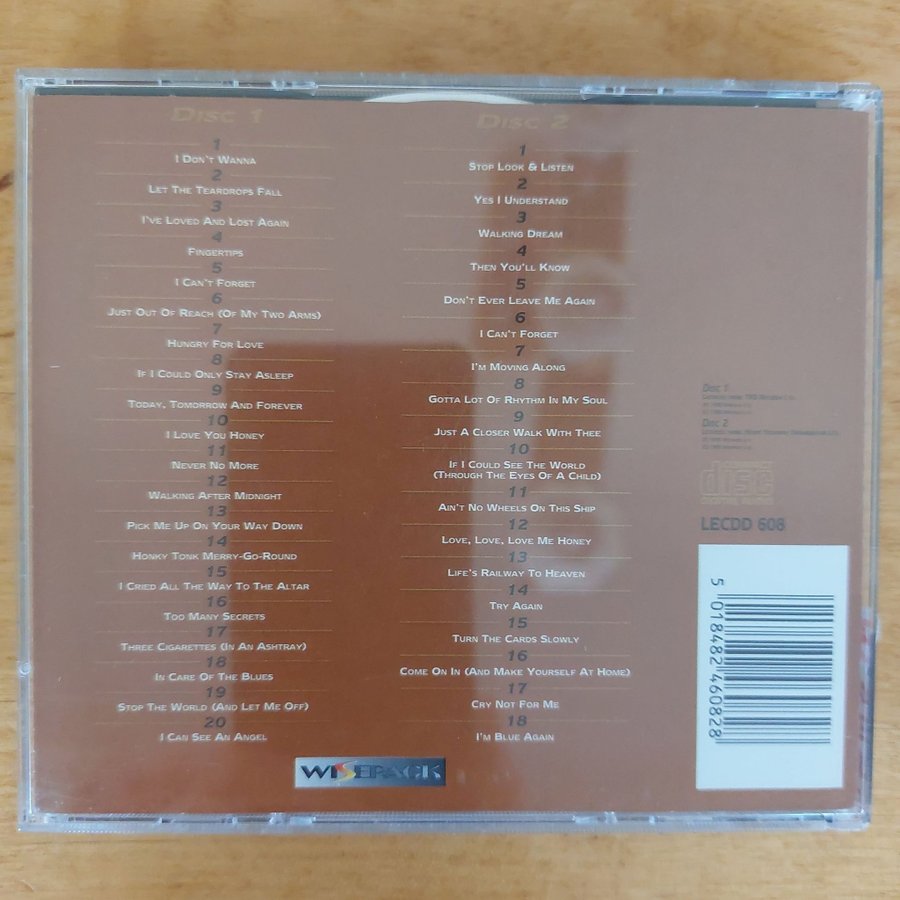 Disc 1
1
I Don't Wanna
2
Let The Teardrops Fall
3
I've Loved And Lost Again
4
Fingertips
5
I Can't Forget
6
Just Out Of Reach (Of My Two Arms)
7
Hungry For Love
8
If I Could Only Stay Asleep
9
Today, Tomorrow And Forever
10
I Love You Honey
11
Never No More
12
Walking After Midnight
13
Pick Me Up On Your Way Down
14
Honky Tonk Merry-Go-Round
15
I Cried All The Way To The Altar
16
Too Many Secrets
17
Three Cigarettes (In An Ashtray)
18
In Care Of The Blues
19
Stop The World (And Let Me Off)
20
I Can See An Angel
Disc 2
1
Stop Look & Listen
2
Yes I Understand
3
Walking Dream
4
Then You'll Know
5
Don't Ever Leave Me Again
6
I Can't Forget
7
I'm Moving Along
8
Gotta Lot Of Rhythm In My Soul
9
Just A Closer Walk With Thee
10
If I Could See The World
(Through The Eyes Of A Child)
11
Ain't No Wheels On This Ship
12
Love, Love, Love Me Honey
13
Life's Railway To Heaven
14
Try Again
15
Turn The Cards Slowly
16
Come On In (And Make Yourself At Home)
17
Cry Not For Me
18
I'm Blue Again
Disc 1
Disc 2
disc
LECDD 608
5 018482 460828
WISEPACK